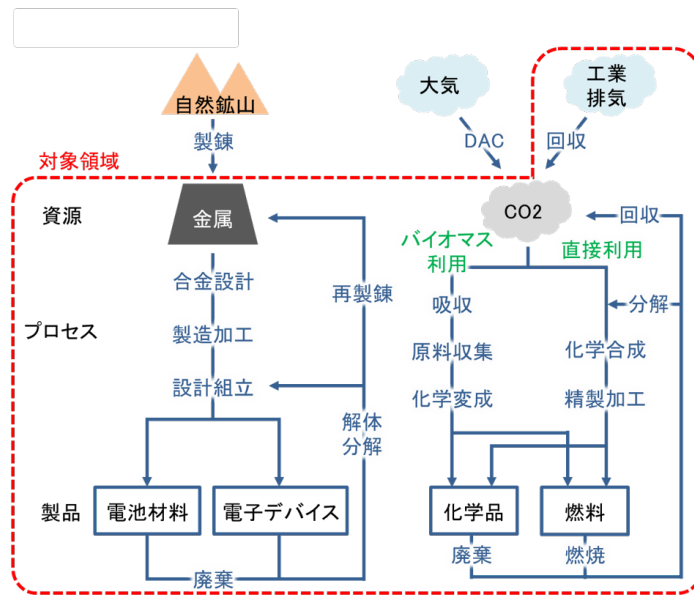 自然鉱山
大気
工業
排気
製錬
DAC
回収
対象領域
資源
金属
CO2
回収
バイオマス
利用
直接利用
合金設計
再製錬
吸収
分解
プロセス
製造加工
原料収集
化学合成
設計組立
化学変成
精製加工
解体
分解
製品
電池材料
電子デバイス
化学品
燃料
廃棄
廃棄
燃焼